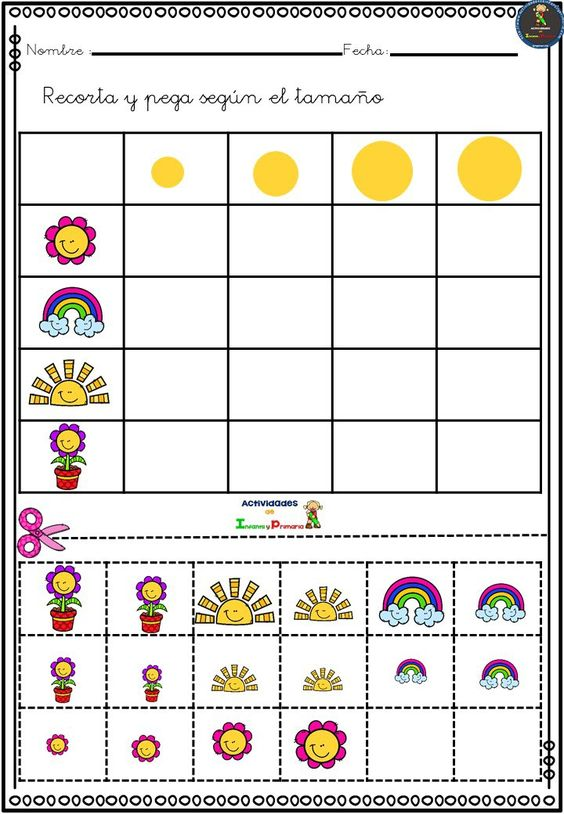 Nombre : Fecha:
Recorta y pega según el tamaño
Actividades
de
Infantil y Primaria